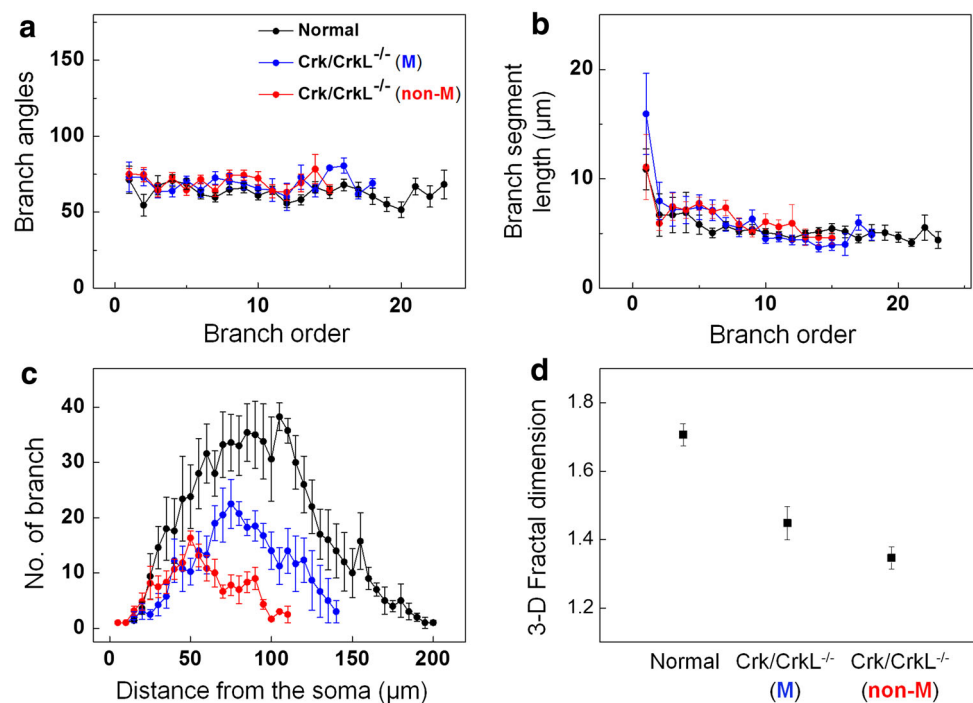 a
Branch angles
150
100
50
0
Normal
Crk/CrkL-/- (M)
Crk/CrkL-/- (non-M)
0
10
20
Branch order
b
Branch segment
length (µm)
20
10
0
0
10
20
Branch order
c
No. of branch
40
30
20
10
0
0
50
100
150
200
Distance from the soma (µm)
d
3-D Fractal dimension
1.8
1.6
1.4
1.2
Normal
Crk/CrkL-/-
(M)
Crk/CrkL-/-
(non-M)